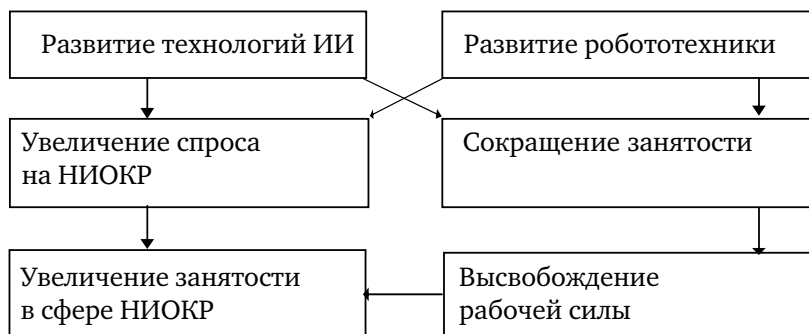 Развитие технологий ИИ
Развитие робототехники
Увеличение спроса
на НИОКР
Сокращение занятости
Увеличение занятости
в сфере НИОКР
Высвобождение
рабочей силы